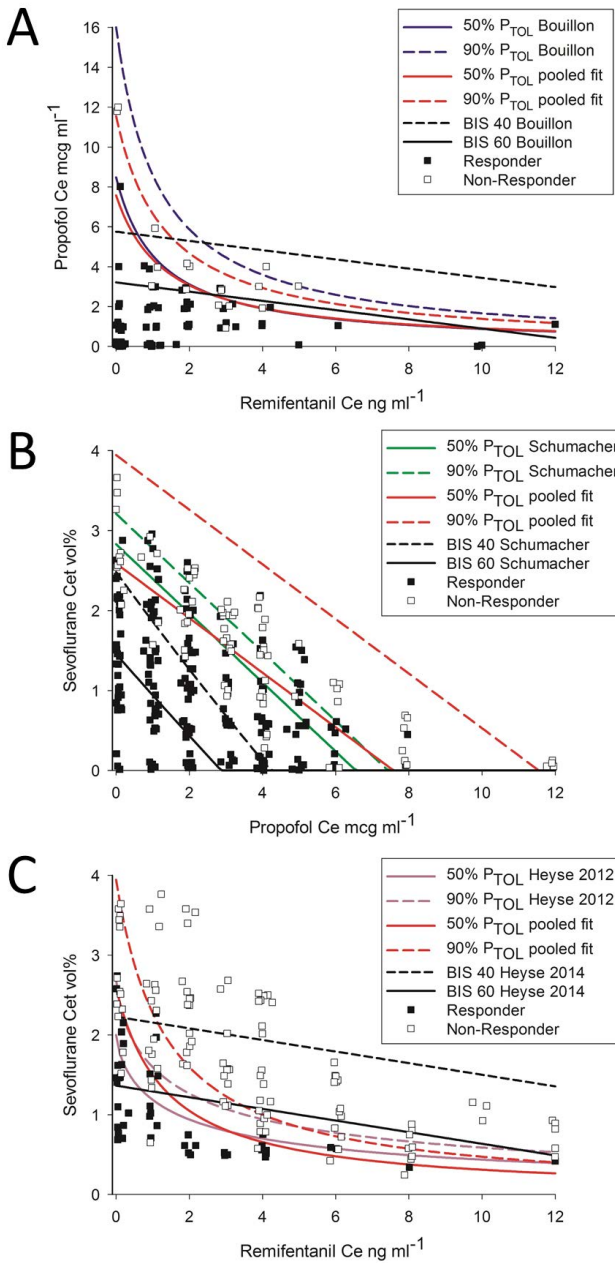 A
50% PTOL Bouillon
90% PTOL Bouillon
50% PTOL pooled fit
90% PTOL pooled fit
BIS 40 Bouillon
BIS 60 Bouillon
Responder
Non-Responder
16
14
12
10
8
6
4
2
0
Propofol Ce mcg ml-1
0 2 4 6 8 10 12
Remifentanil Ce ng ml-1
B
50% PTOL Schumacher
90% PTOL Schumacher
50% PTOL pooled fit
90% PTOL pooled fit
BIS 40 Schumacher
BIS 60 Schumacher
Responder
Non-Responder
4
3
2
1
0
Sevoflurane Cet vol%
0 2 4 6 8 10 12
Propofol Ce mcg ml-1
C
50% PTOL Heyse 2012
90% PTOL Heyse 2012
50% PTOL pooled fit
90% PTOL pooled fit
BIS 40 Heyse 2014
BIS 60 Heyse 2014
Responder
Non-Responder
4
3
2
1
0
Sevoflurane Cet vol%
0 2 4 6 8 10 12
Remifentanil Ce ng ml-1